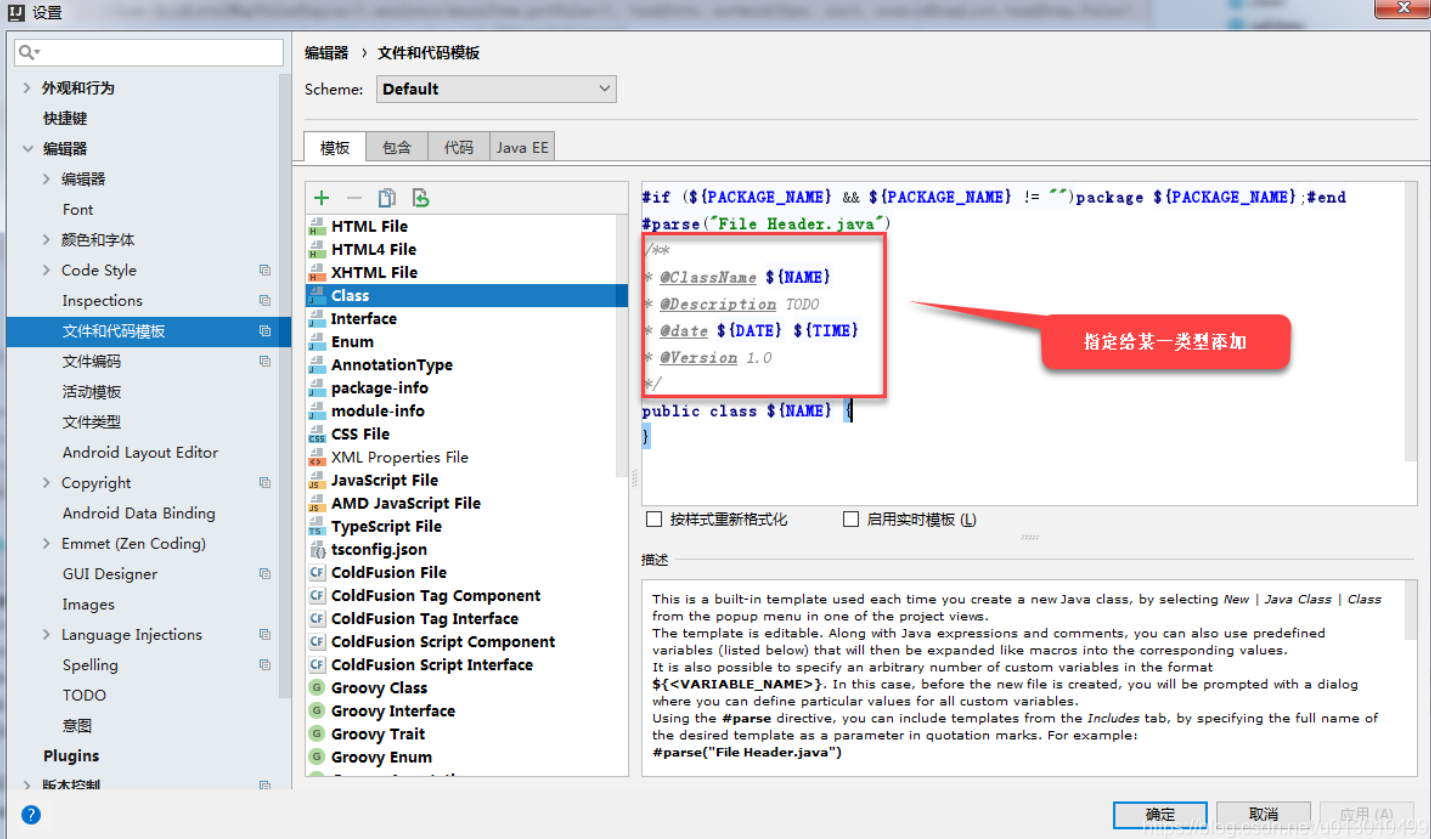 设置
编辑器 › 文件和代码模板
Scheme: Default
外观和行为
快捷键
编辑器
编辑器
Font
颜色和字体
Code Style
Inspections
文件和代码模板
文件编码
活动模板
文件类型
Android Layout Editor
Copyright
Android Data Binding
Emmet (Zen Coding)
GUI Designer
Images
Language Injections
Spelling
TODO
意图
Plugins
版本控制
模板 包含 代码 Java EE
HTML File
HTML4 File
XHTML File
Class
Interface
Enum
AnnotationType
package-info
module-info
CSS File
XML Properties File
JavaScript File
AMD JavaScript File
TypeScript File
tsconfig.json
ColdFusion File
ColdFusion Tag Component
ColdFusion Tag Interface
ColdFusion Script Component
ColdFusion Script Interface
Groovy Class
Groovy Interface
Groovy Trait
Groovy Enum
#if (${PACKAGE_NAME} && ${PACKAGE_NAME} != "")package ${PACKAGE_NAME};#end
#parse("File Header.java")
/**
* @ClassName ${NAME}
* @Description TODO
* @date ${DATE} ${TIME}
* @Version 1.0
*/
public class ${NAME} {
}
指定给某一类型添加
按样式重新格式化 启用实时模板 (L)
描述
This is a built-in template used each time you create a new Java class, by selecting New | Java Class | Class
from the popup menu in one of the project views.
The template is editable. Along with Java expressions and comments, you can also use predefined
variables (listed below) that will then be expanded like macros into the corresponding values.
It is also possible to specify an arbitrary number of custom variables in the format
${<VARIABLE_NAME>}. In this case, before the new file is created, you will be prompted with a dialog
where you can define particular values for all custom variables.
Using the #parse directive, you can include templates from the Includes tab, by specifying the full name of
the desired template as a parameter in quotation marks. For example:
#parse("File Header.java")
确定 取消 应用 (A)
https://blog.csdn.net/u013010499